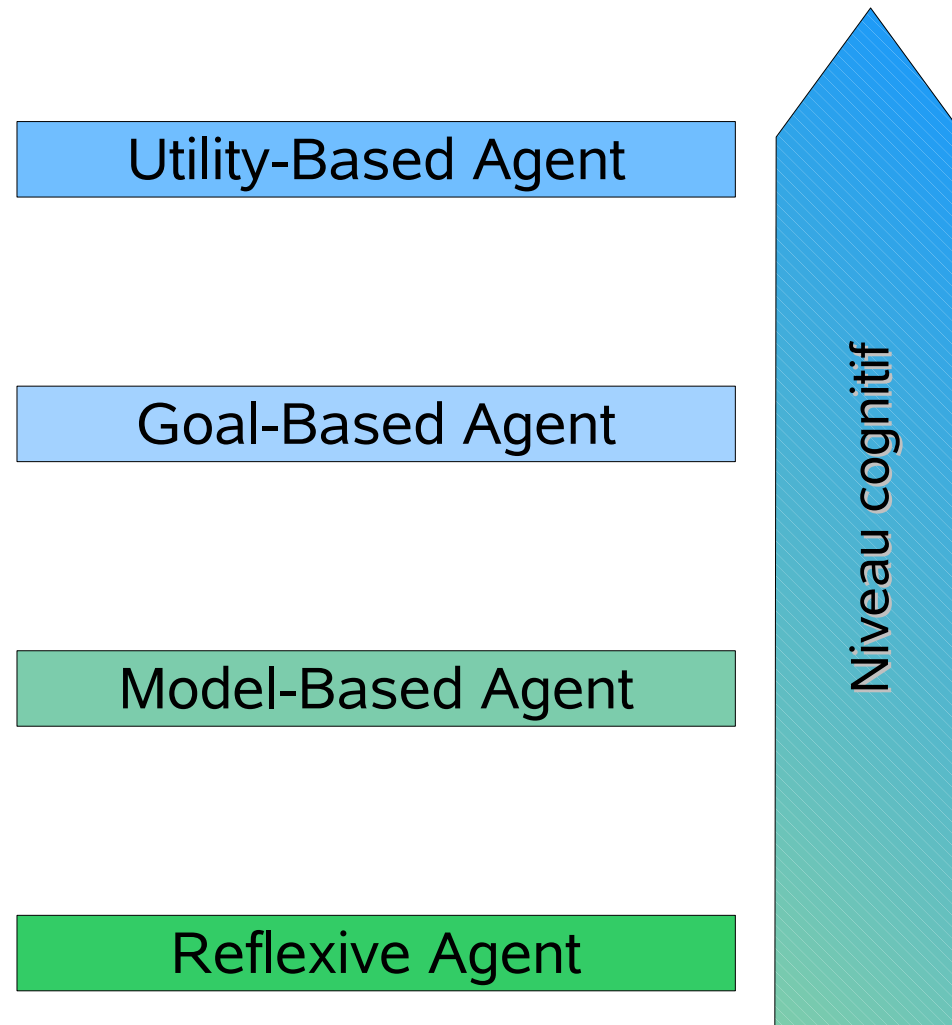 Utility-Based Agent
Goal-Based Agent
Model-Based Agent
Reflexive Agent
Niveau cognitif